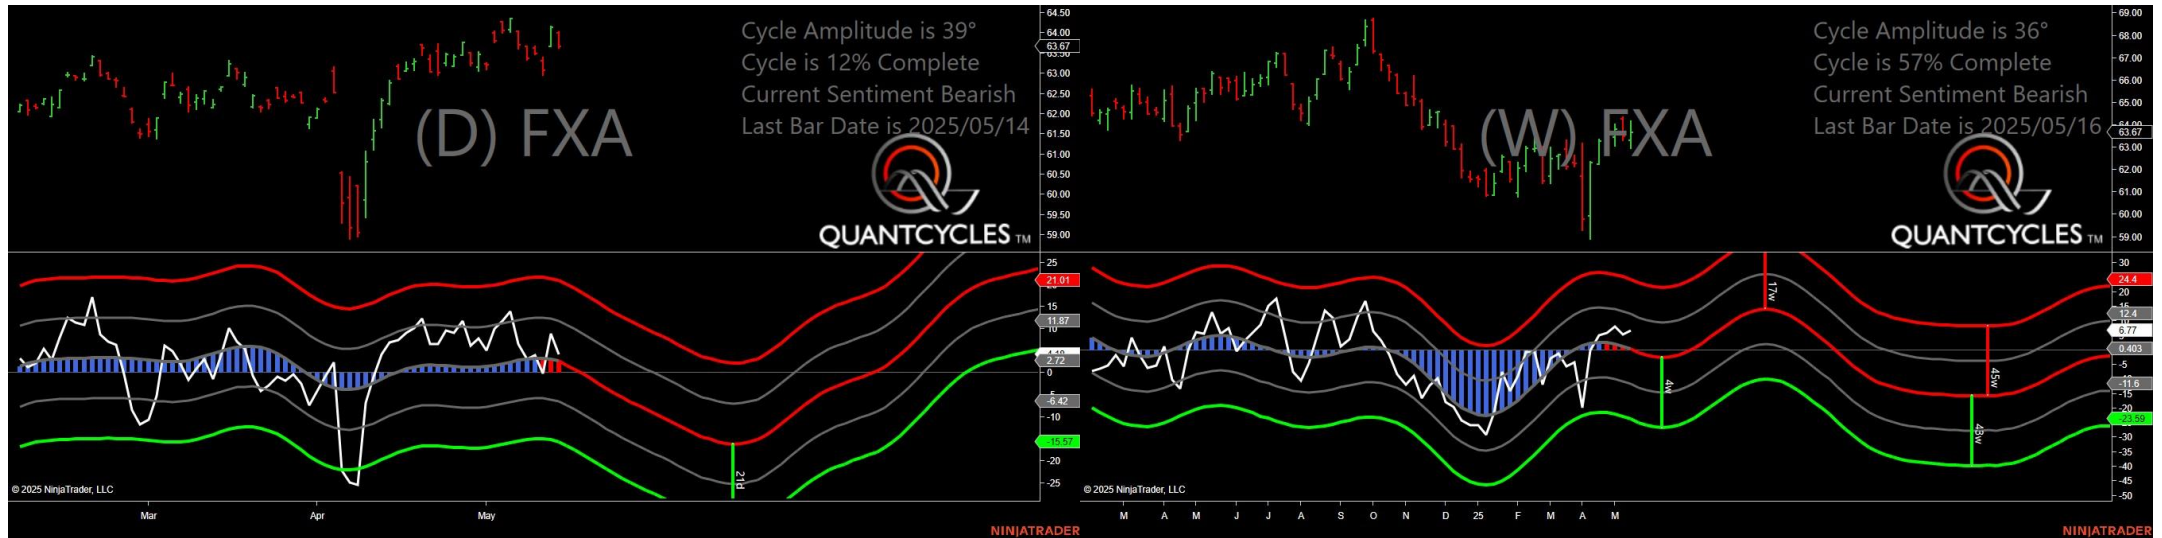 Cycle Amplitude is 39°
Cycle is 12% Complete
Current Sentiment Bearish
Last Bar Date is 2025/05/14
(D) FXA
QUANTCYCLES TM
64.50
64.00
63.67
63.50
63.00
62.50
62.00
61.50
61.00
60.50
60.00
59.50
59.00
25
21.01
15
11.87
10
2.72
0
-6.42
-10
-15.57
-20
-25
21d
© 2025 NinjaTrader, LLC
Mar
Apr
May
NINJATRADER
Cycle Amplitude is 36°
Cycle is 57% Complete
Current Sentiment Bearish
Last Bar Date is 2025/05/16
(W) FXA
QUANTCYCLES TM
69.00
68.00
67.00
66.00
65.00
64.00
63.67
63.00
62.00
61.00
60.00
59.00
30
24.4
20
12.4
6.77
0.403
-5
-11.6
-15
-20
-23.59
-30
-35
-40
-45
-50
17w
4w
45w
43w
© 2025 NinjaTrader, LLC
M
A
M
J
J
A
S
O
N
D
25
F
M
A
M
NINJATRADER